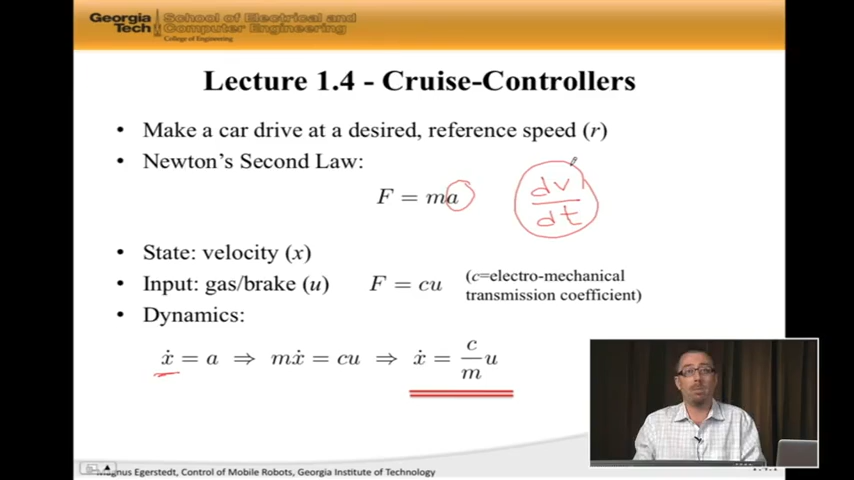 Georgia Tech
School of Electrical and Computer Engineering
College of Engineering
Lecture 1.4 - Cruise-Controllers
• Make a car drive at a desired, reference speed (r)
• Newton's Second Law:
F = ma
dv/dt
• State: velocity (x)
• Input: gas/brake (u) F = cu (c=electro-mechanical transmission coefficient)
• Dynamics:
ẋ = a ⇒ mẋ = cu ⇒ ẋ = c/m u
Magnus Egerstedt, Control of Mobile Robots, Georgia Institute of Technology